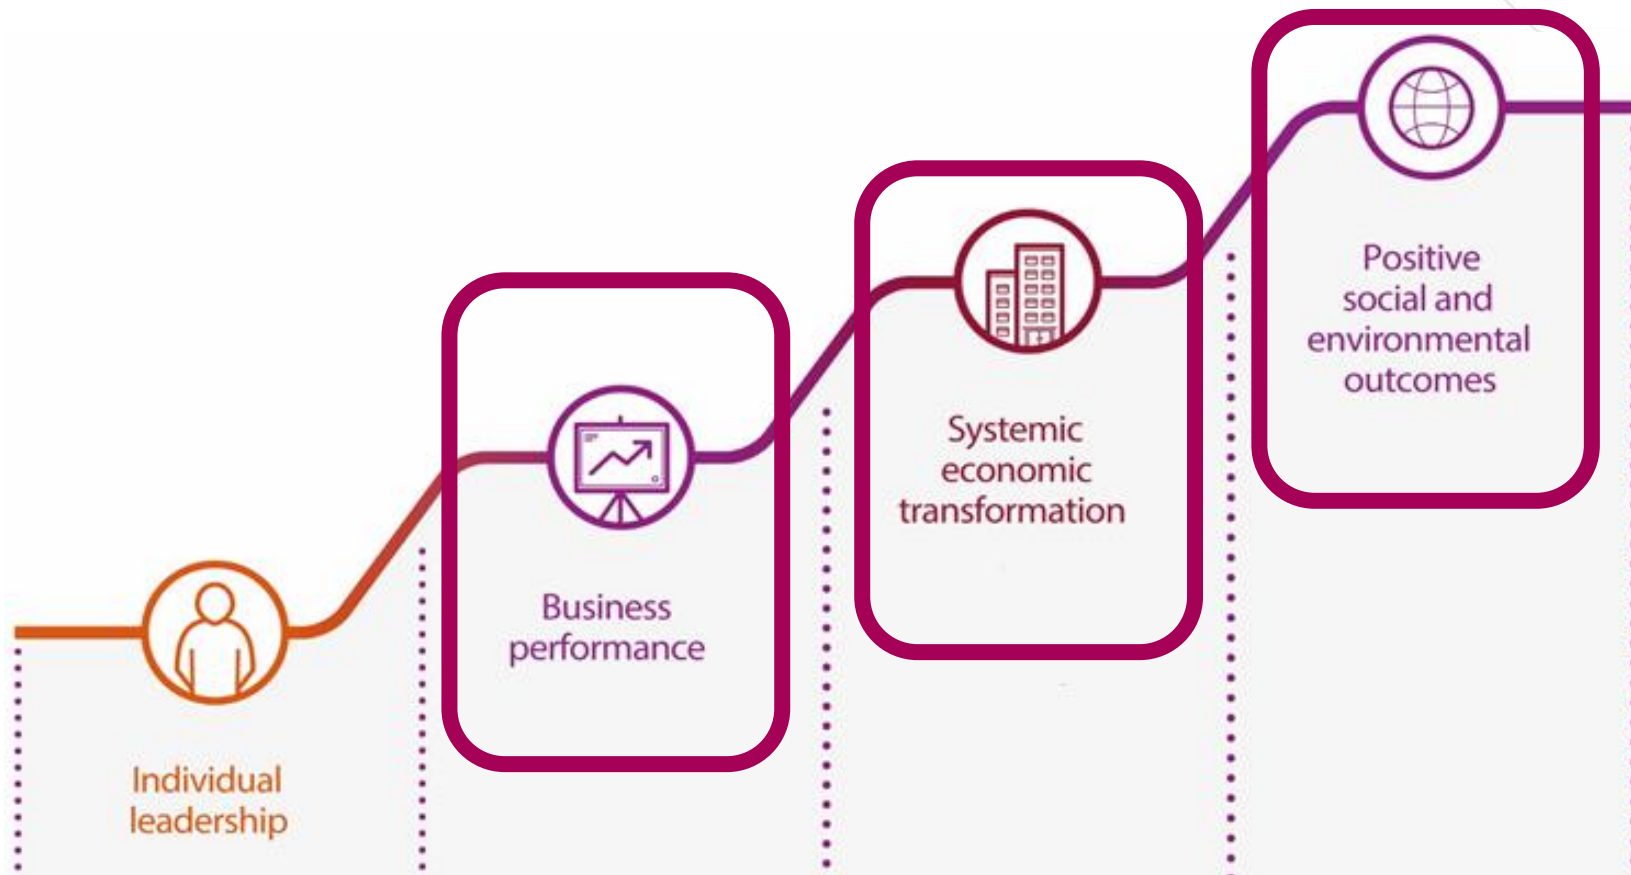 Individual
leadership
Business
performance
Systemic
economic
transformation
Positive
social and
environmental
outcomes